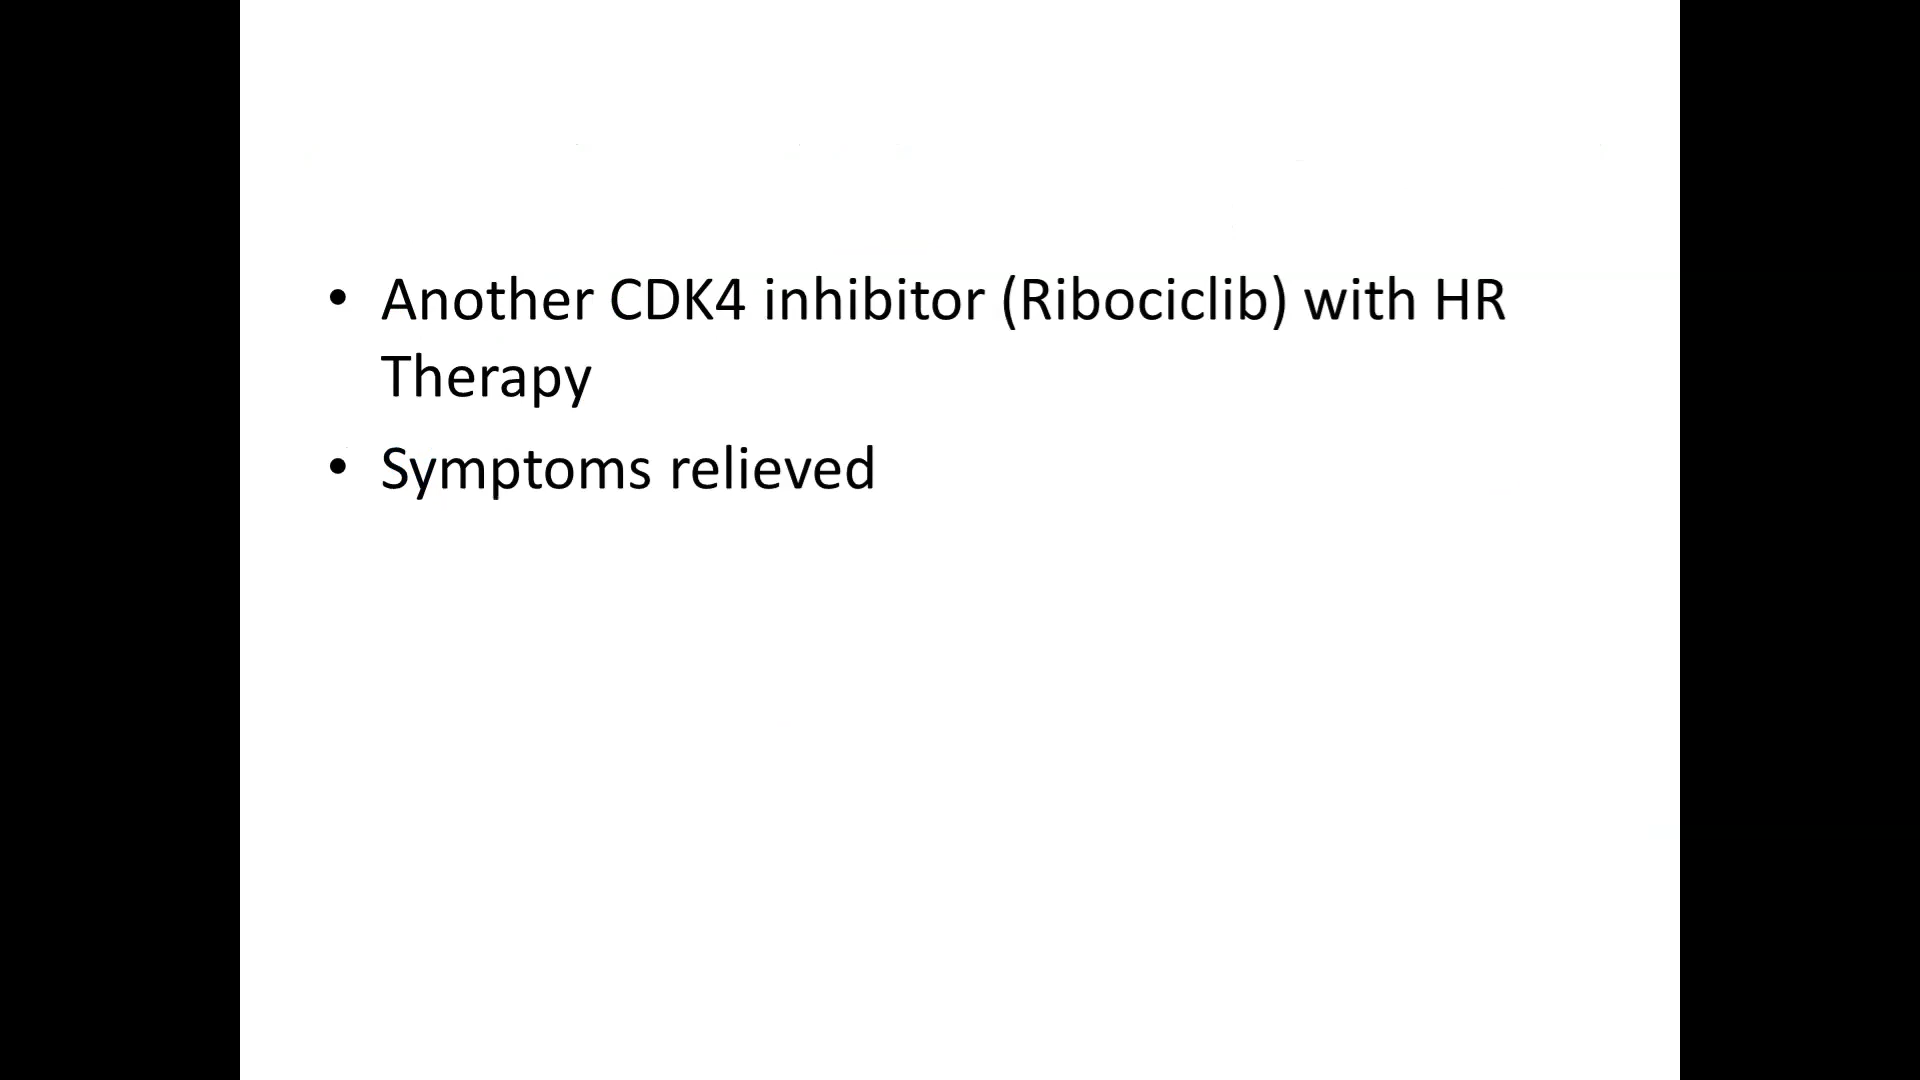 • Another CDK4 inhibitor (Ribociclib) with HR
Therapy
• Symptoms relieved